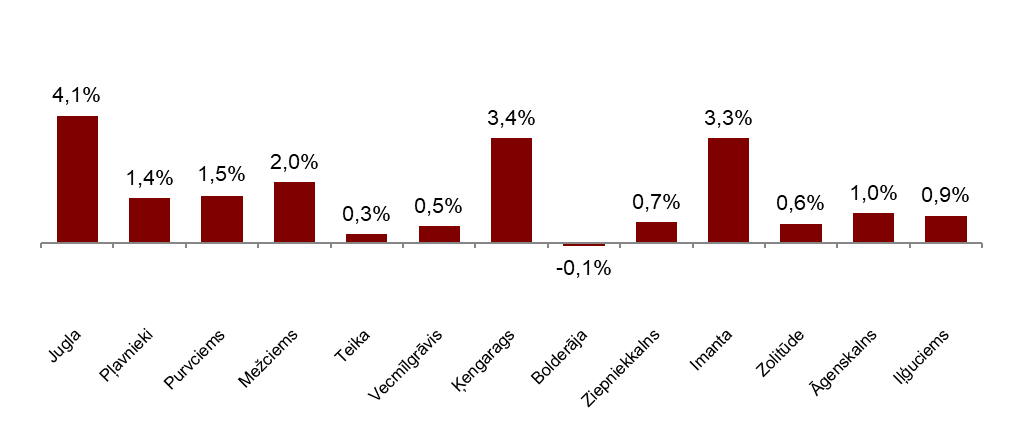 4,1%
1,4%
1,5%
2,0%
0,3%
0,5%
3,4%
-0,1%
0,7%
3,3%
0,6%
1,0%
0,9%
Jugla
Pļavnieki
Purvciems
Mežciems
Teika
Vecmīlgrāvis
Ķengarags
Bolderāja
Ziepniekkalns
Imanta
Zolitūde
Āgenskalns
Iļģuciems